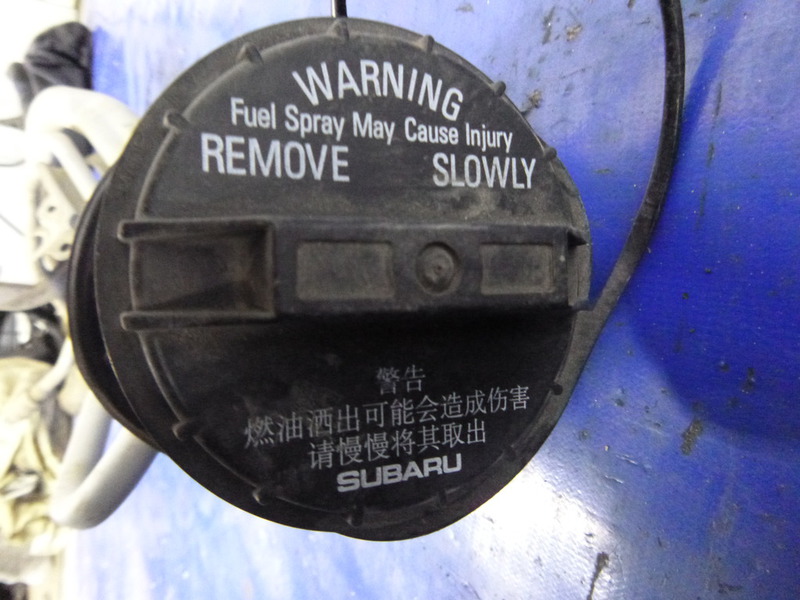 WARNING
Fuel Spray May Cause Injury
REMOVE SLOWLY
警告
燃油洒出可能会造成伤害
请慢慢将其取出
SUBARU